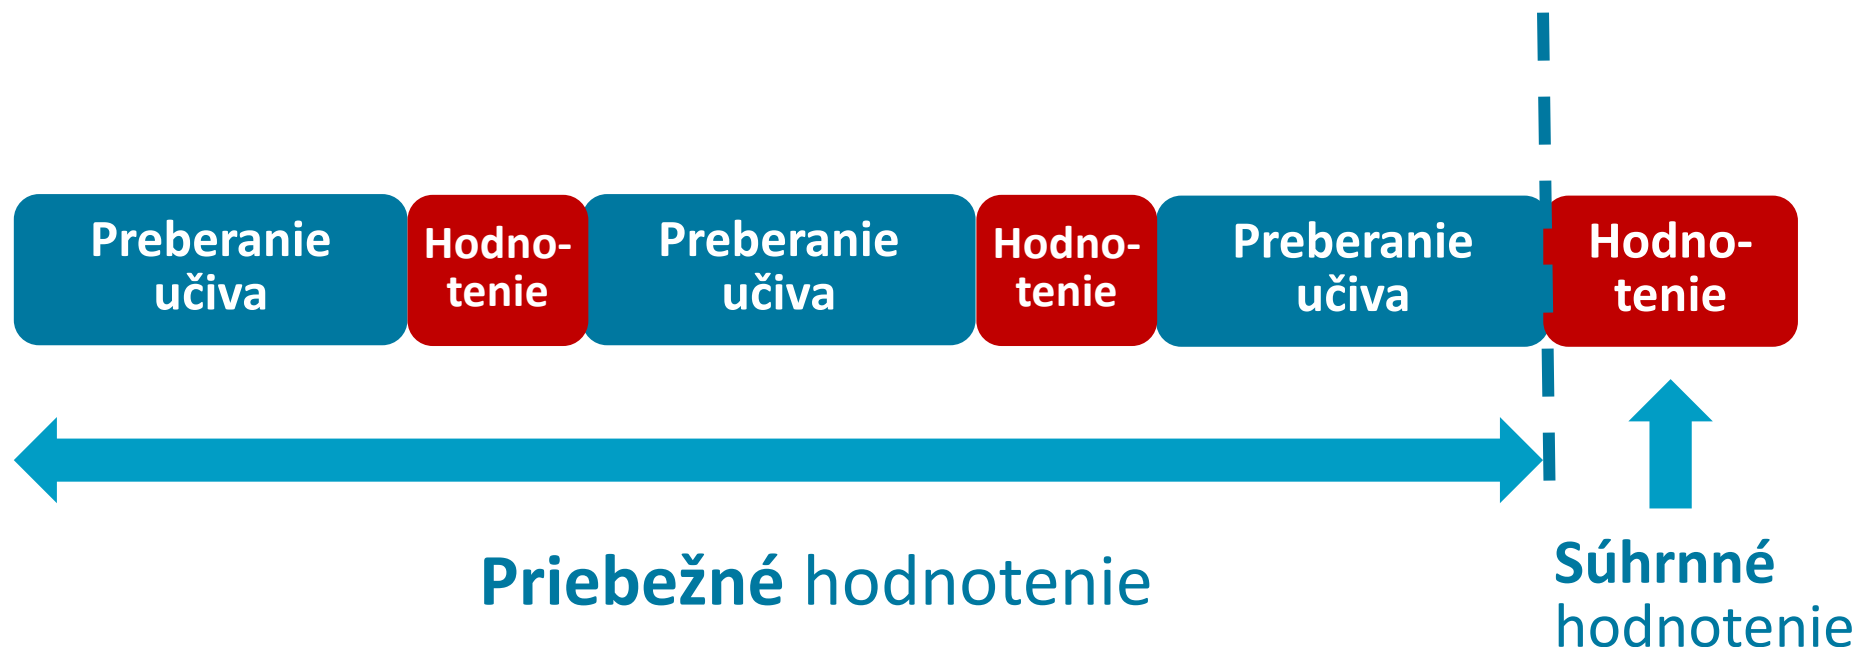 Preberanie
učiva
Hodno-
tenie
Preberanie
učiva
Hodno-
tenie
Preberanie
učiva
Hodno-
tenie
Priebežné hodnotenie
Súhrnné
hodnotenie